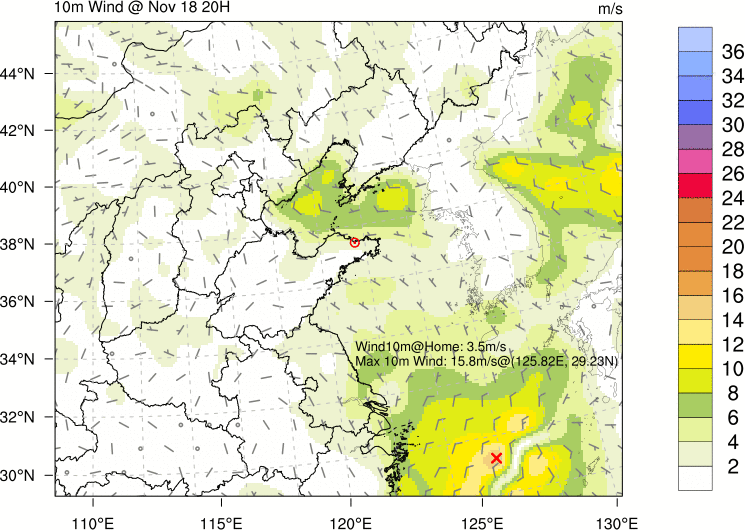 10m Wind @ Nov 18 20H
m/s
44°N
42°N
40°N
38°N
36°N
34°N
32°N
30°N
Wind10m@Home: 3.5m/s
Max 10m Wind: 15.8m/s@(125.82E, 29.23N)
110°E 115°E 120°E 125°E 130°E
36
34
32
30
28
26
24
22
20
18
16
14
12
10
8
6
4
2